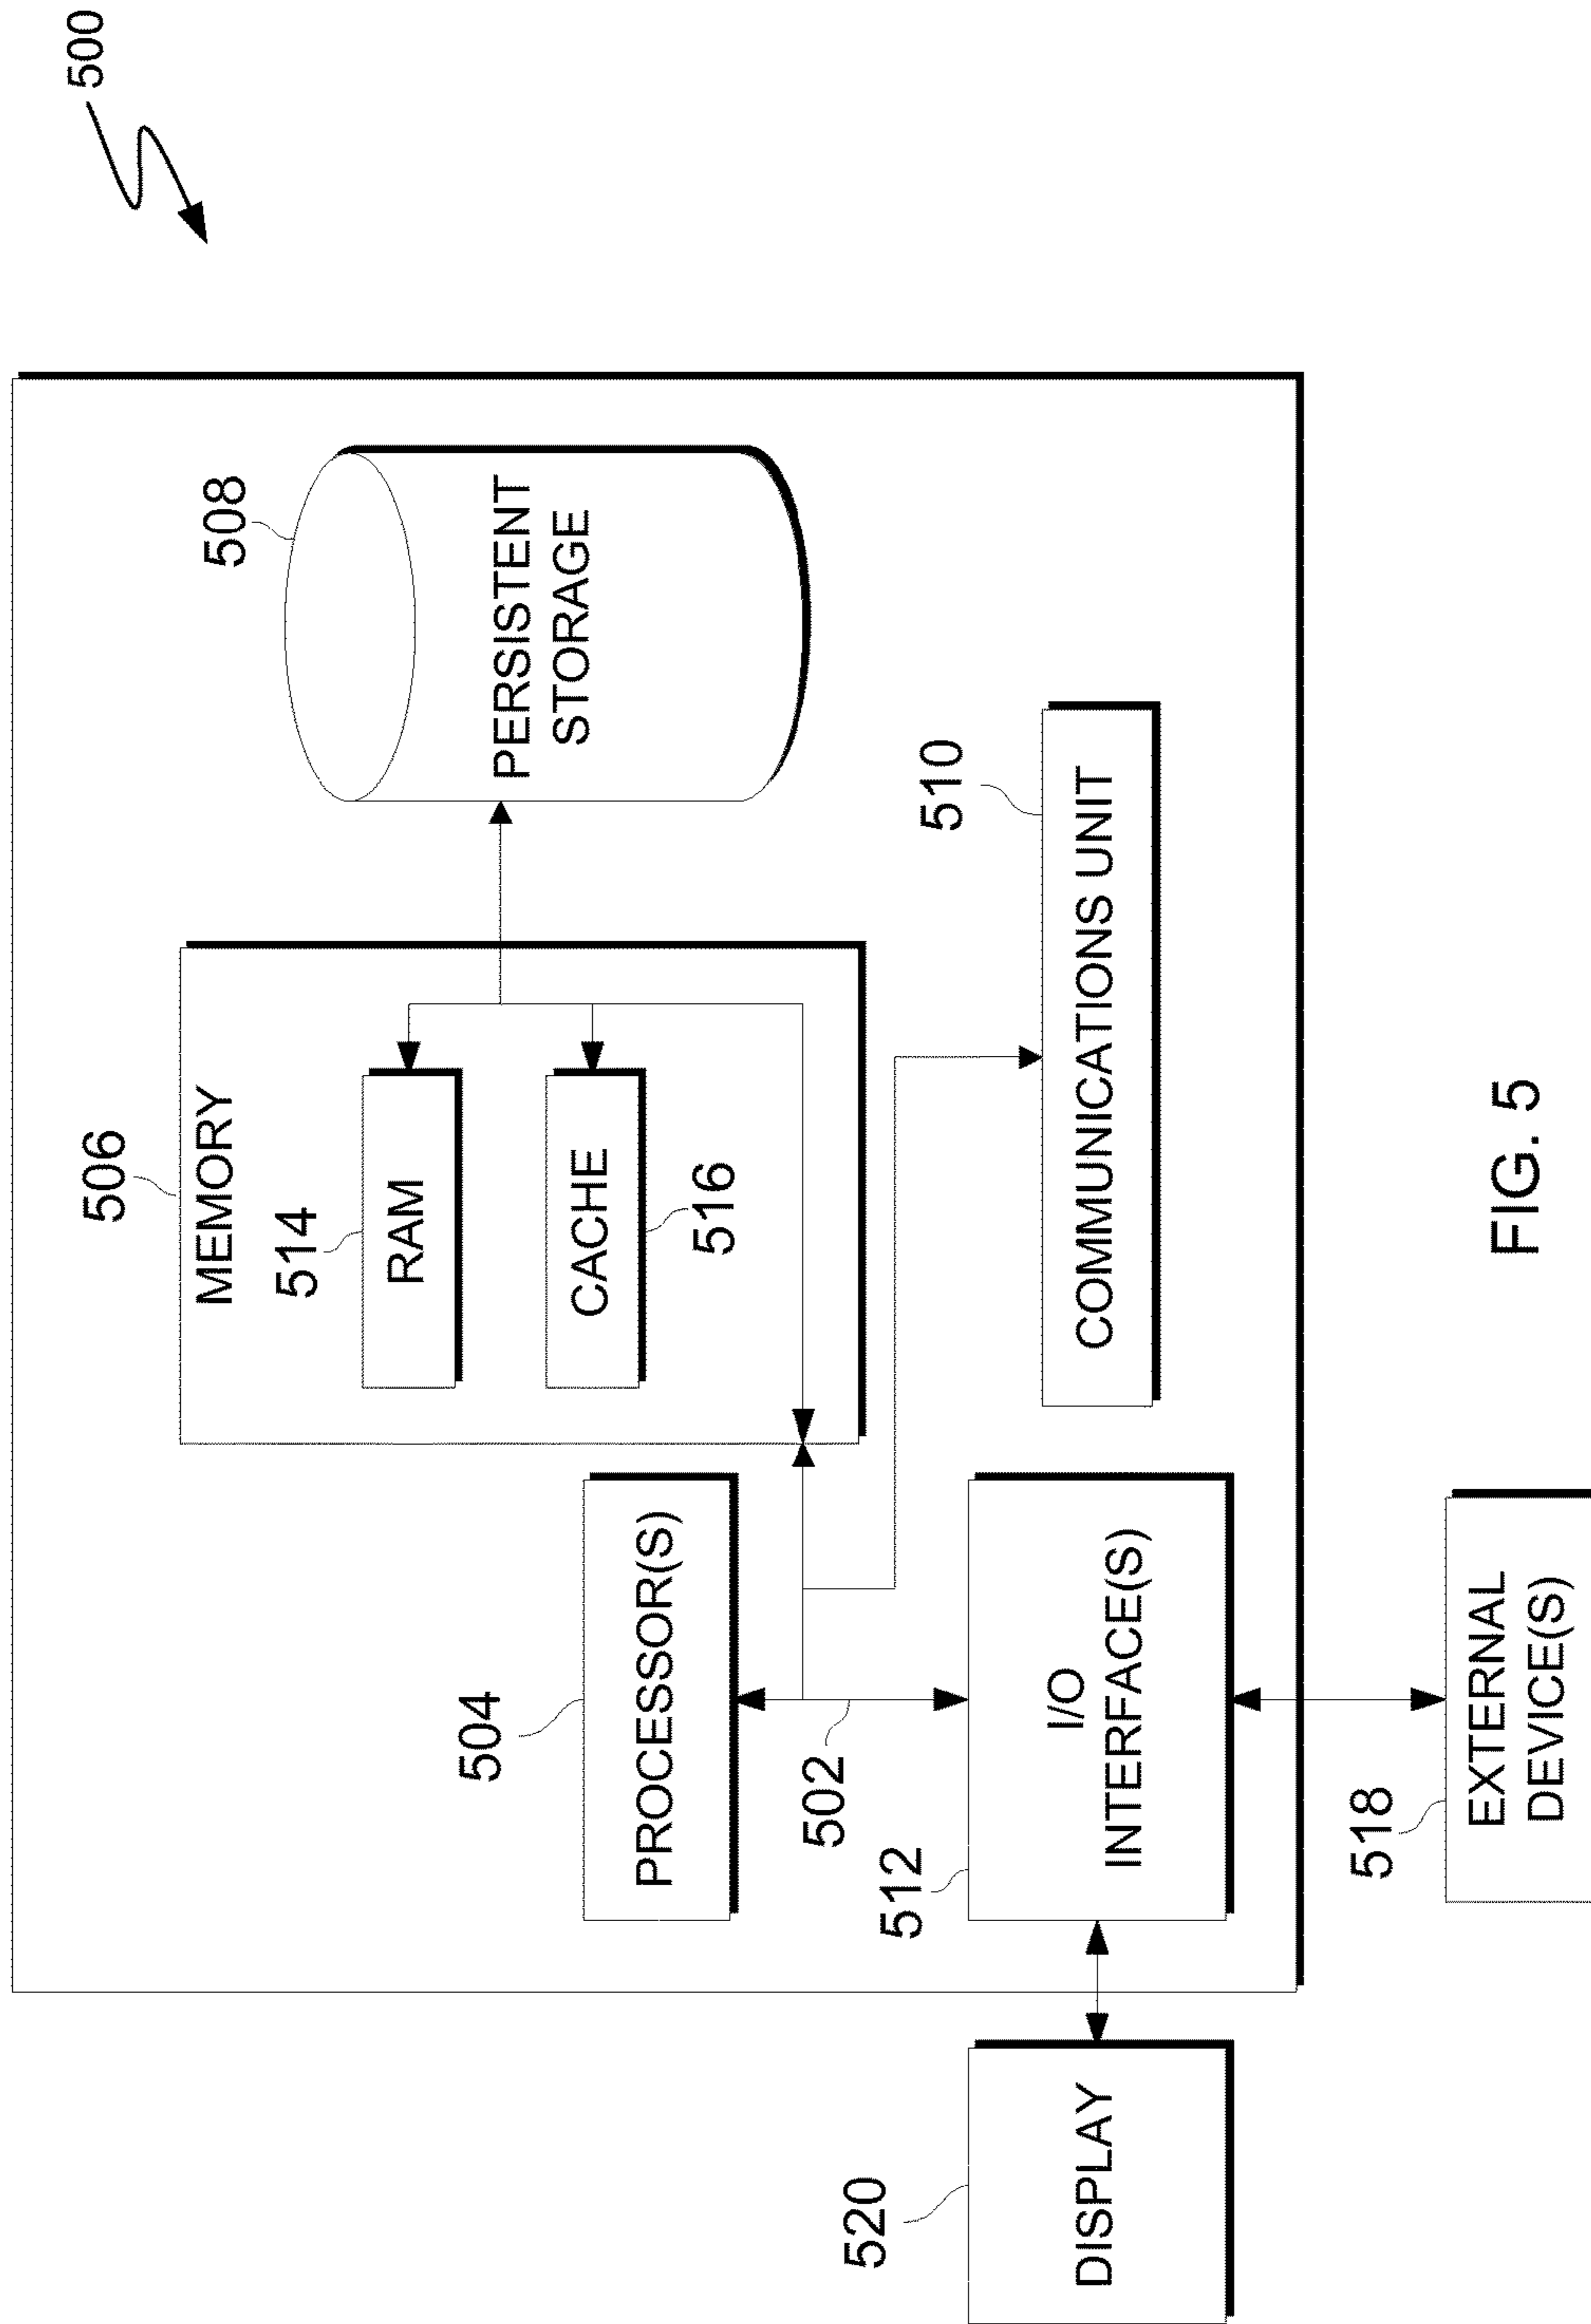 500
506
MEMORY
508
514
RAM
PERSISTENT
STORAGE
504
PROCESSOR(S)
CACHE
516
502
510
512
I/O
INTERFACE(S)
COMMUNICATIONS UNIT
520
DISPLAY
518
EXTERNAL
DEVICE(S)
FIG. 5